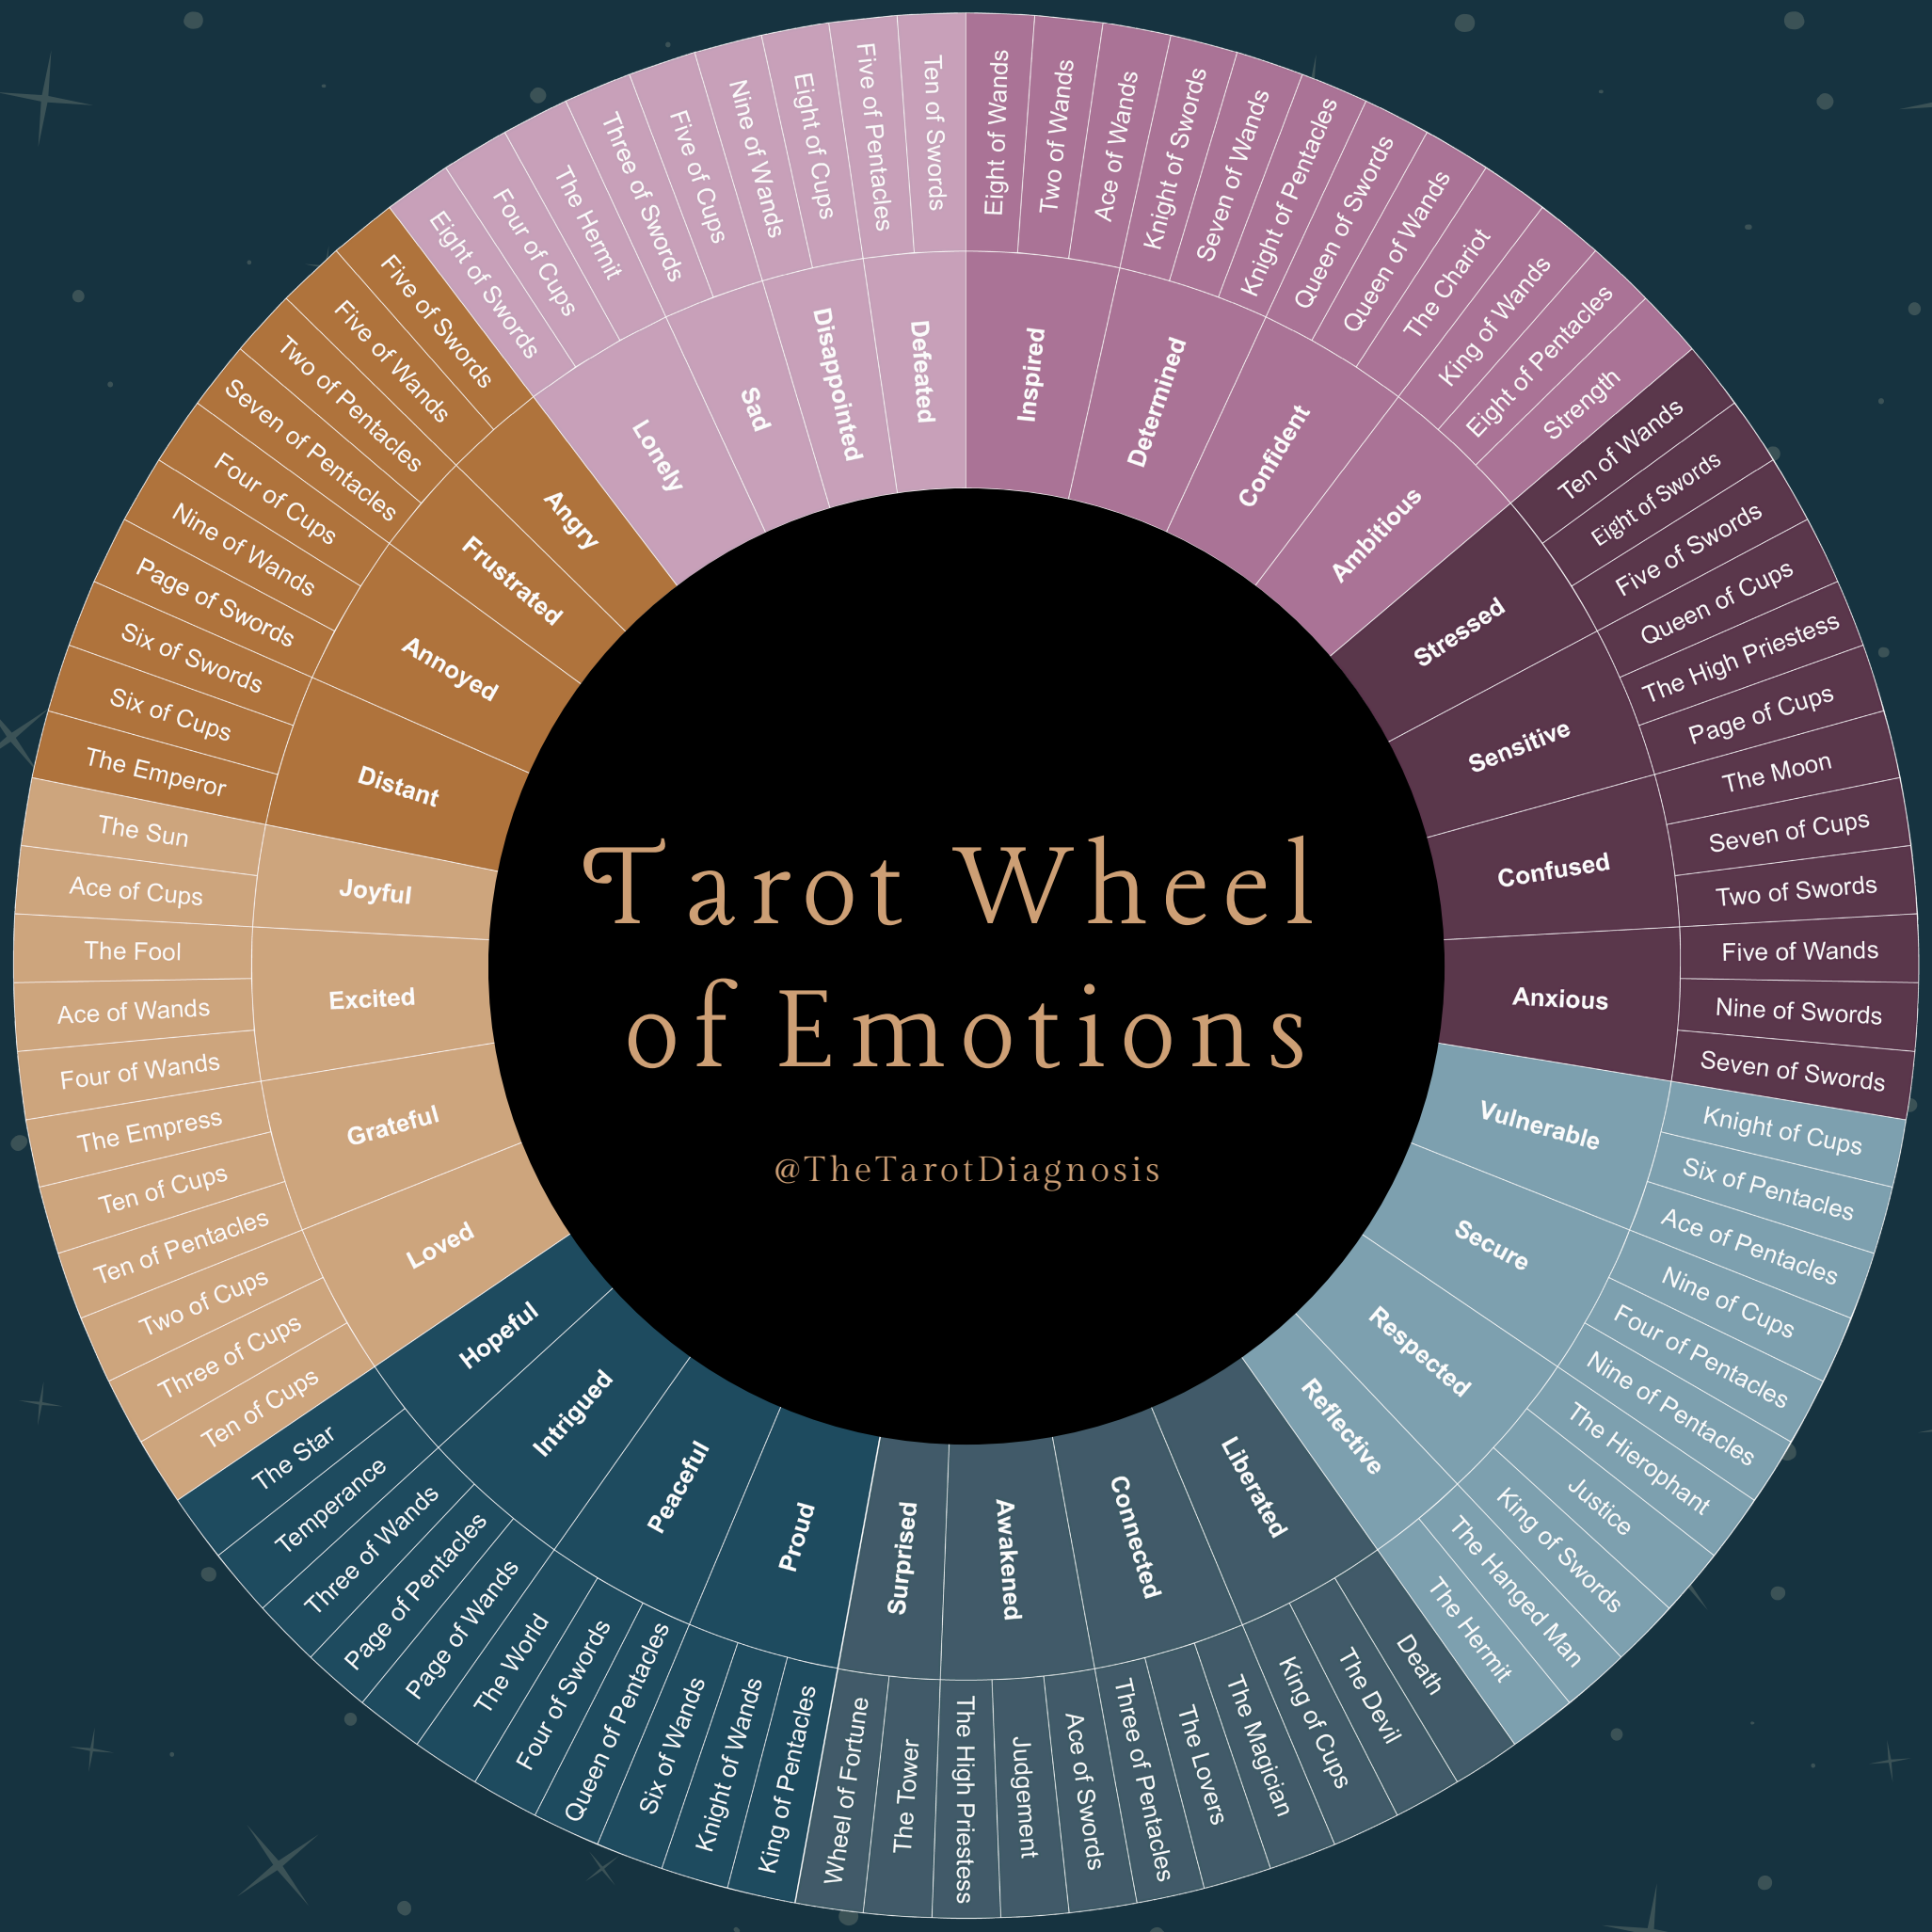 Tarot Wheel
of Emotions
@TheTarotDiagnosis
Inspired
Eight of Wands
Two of Wands
Ace of Wands
Determined
Knight of Swords
Seven of Wands
Knight of Pentacles
Confident
Queen of Swords
Queen of Wands
The Chariot
Ambitious
King of Wands
Eight of Pentacles
Strength
Stressed
Ten of Wands
Eight of Swords
Five of Swords
Sensitive
Queen of Cups
The High Priestess
Page of Cups
Confused
The Moon
Seven of Cups
Two of Swords
Anxious
Five of Wands
Nine of Swords
Seven of Swords
Vulnerable
Knight of Cups
Six of Pentacles
Ace of Pentacles
Secure
Nine of Cups
Four of Pentacles
Nine of Pentacles
Respected
The Hierophant
Justice
King of Swords
Reflective
The Hanged Man
The Hermit
Liberated
Death
The Devil
King of Cups
Connected
The Magician
The Lovers
Three of Pentacles
Awakened
Ace of Swords
Judgement
The High Priestess
Surprised
The Tower
Wheel of Fortune
Proud
King of Pentacles
Knight of Wands
Six of Wands
Peaceful
Queen of Pentacles
Four of Swords
The World
Intrigued
Page of Wands
Page of Pentacles
Three of Wands
Hopeful
Temperance
The Star
Loved
Ten of Cups
Three of Cups
Two of Cups
Grateful
Ten of Pentacles
Ten of Cups
The Empress
Excited
Four of Wands
Ace of Wands
The Fool
Joyful
Ace of Cups
The Sun
Distant
The Emperor
Six of Cups
Six of Swords
Annoyed
Page of Swords
Nine of Wands
Four of Cups
Frustrated
Seven of Pentacles
Two of Pentacles
Angry
Five of Wands
Five of Swords
Lonely
Eight of Swords
Four of Cups
The Hermit
Sad
Three of Swords
Five of Cups
Disappointed
Nine of Wands
Eight of Cups
Defeated
Five of Pentacles
Ten of Swords